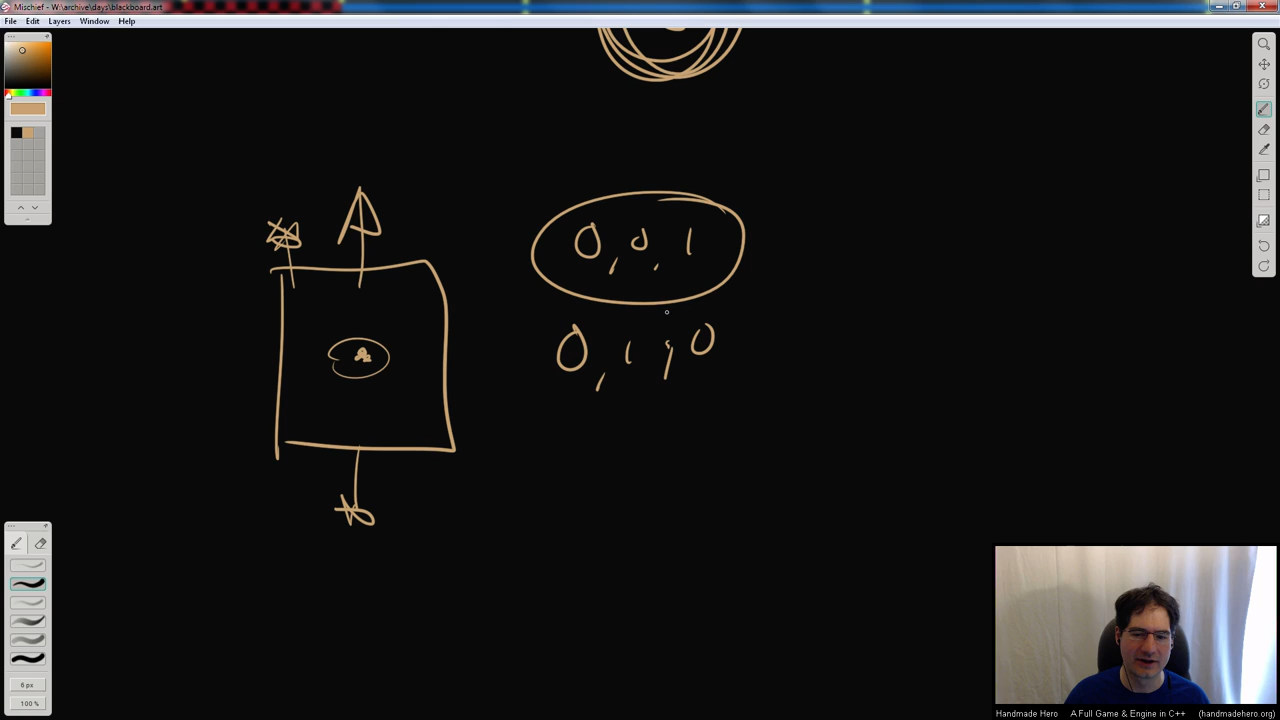 Mischief - W:\archive\days\blackboard.art
File Edit Layers Window Help
0, 0, 1
0, 1, 0
6 px
100 %
Handmade Hero A Full Game & Engine in C++ (handmadehero.org)